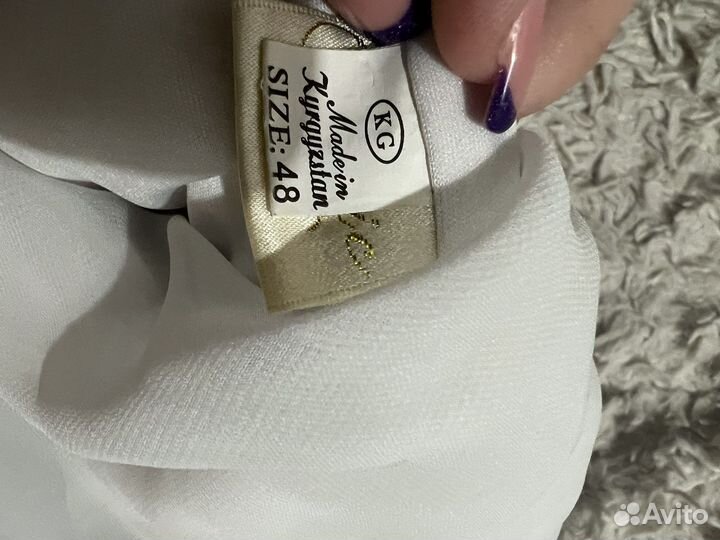 KG
Made in
Kyrgyzstan
SIZE: 48
Avito